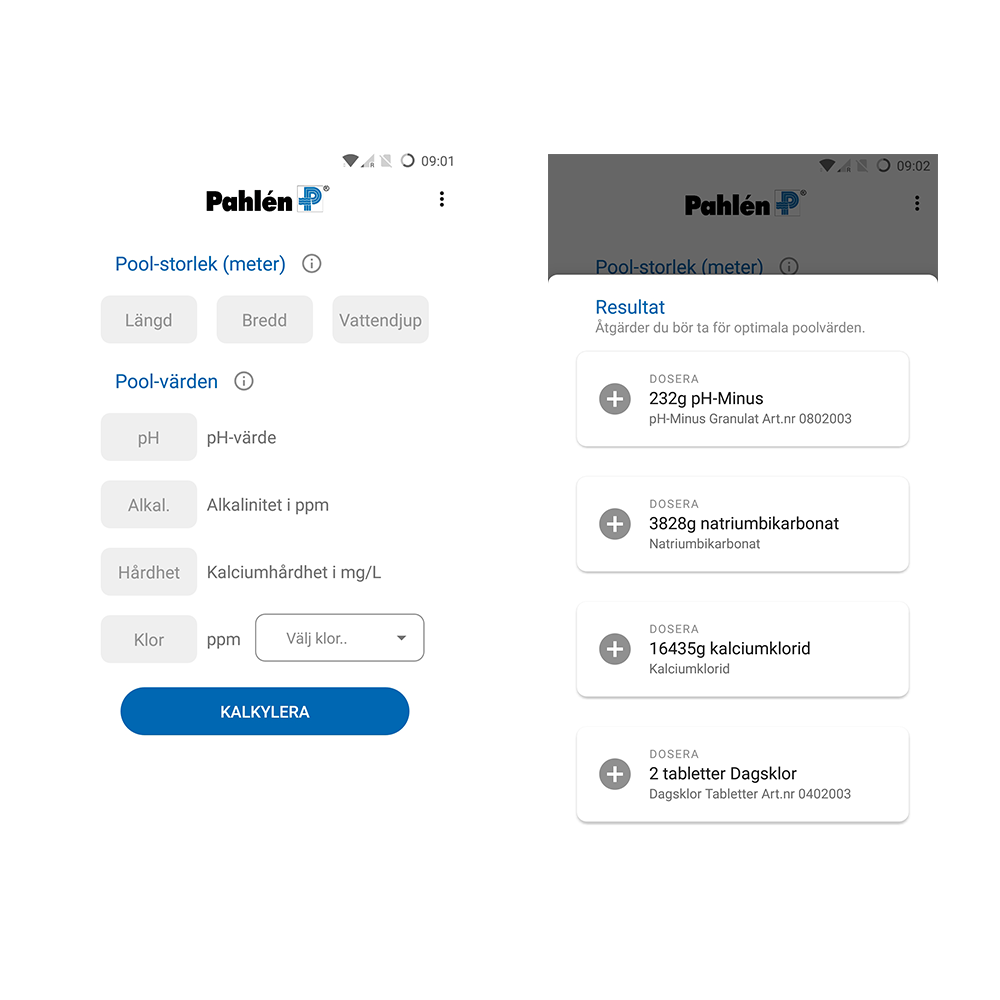 09:01
Pahlén P®
Pool-storlek (meter)
Längd Bredd Vattendjup
Pool-värden
pH pH-värde
Alkal. Alkalinitet i ppm
Hårdhet Kalciumhårdhet i mg/L
Klor ppm Välj klor..
KALKYLERA
09:02
Pahlén P®
Pool-storlek (meter)
Resultat
Åtgärder du bör ta för optimala poolvärden.
DOSERA
232g pH-Minus
pH-Minus Granulat Art.nr 0802003
DOSERA
3828g natriumbikarbonat
Natriumbikarbonat
DOSERA
16435g kalciumklorid
Kalciumklorid
DOSERA
2 tabletter Dagsklor
Dagsklor Tabletter Art.nr 0402003